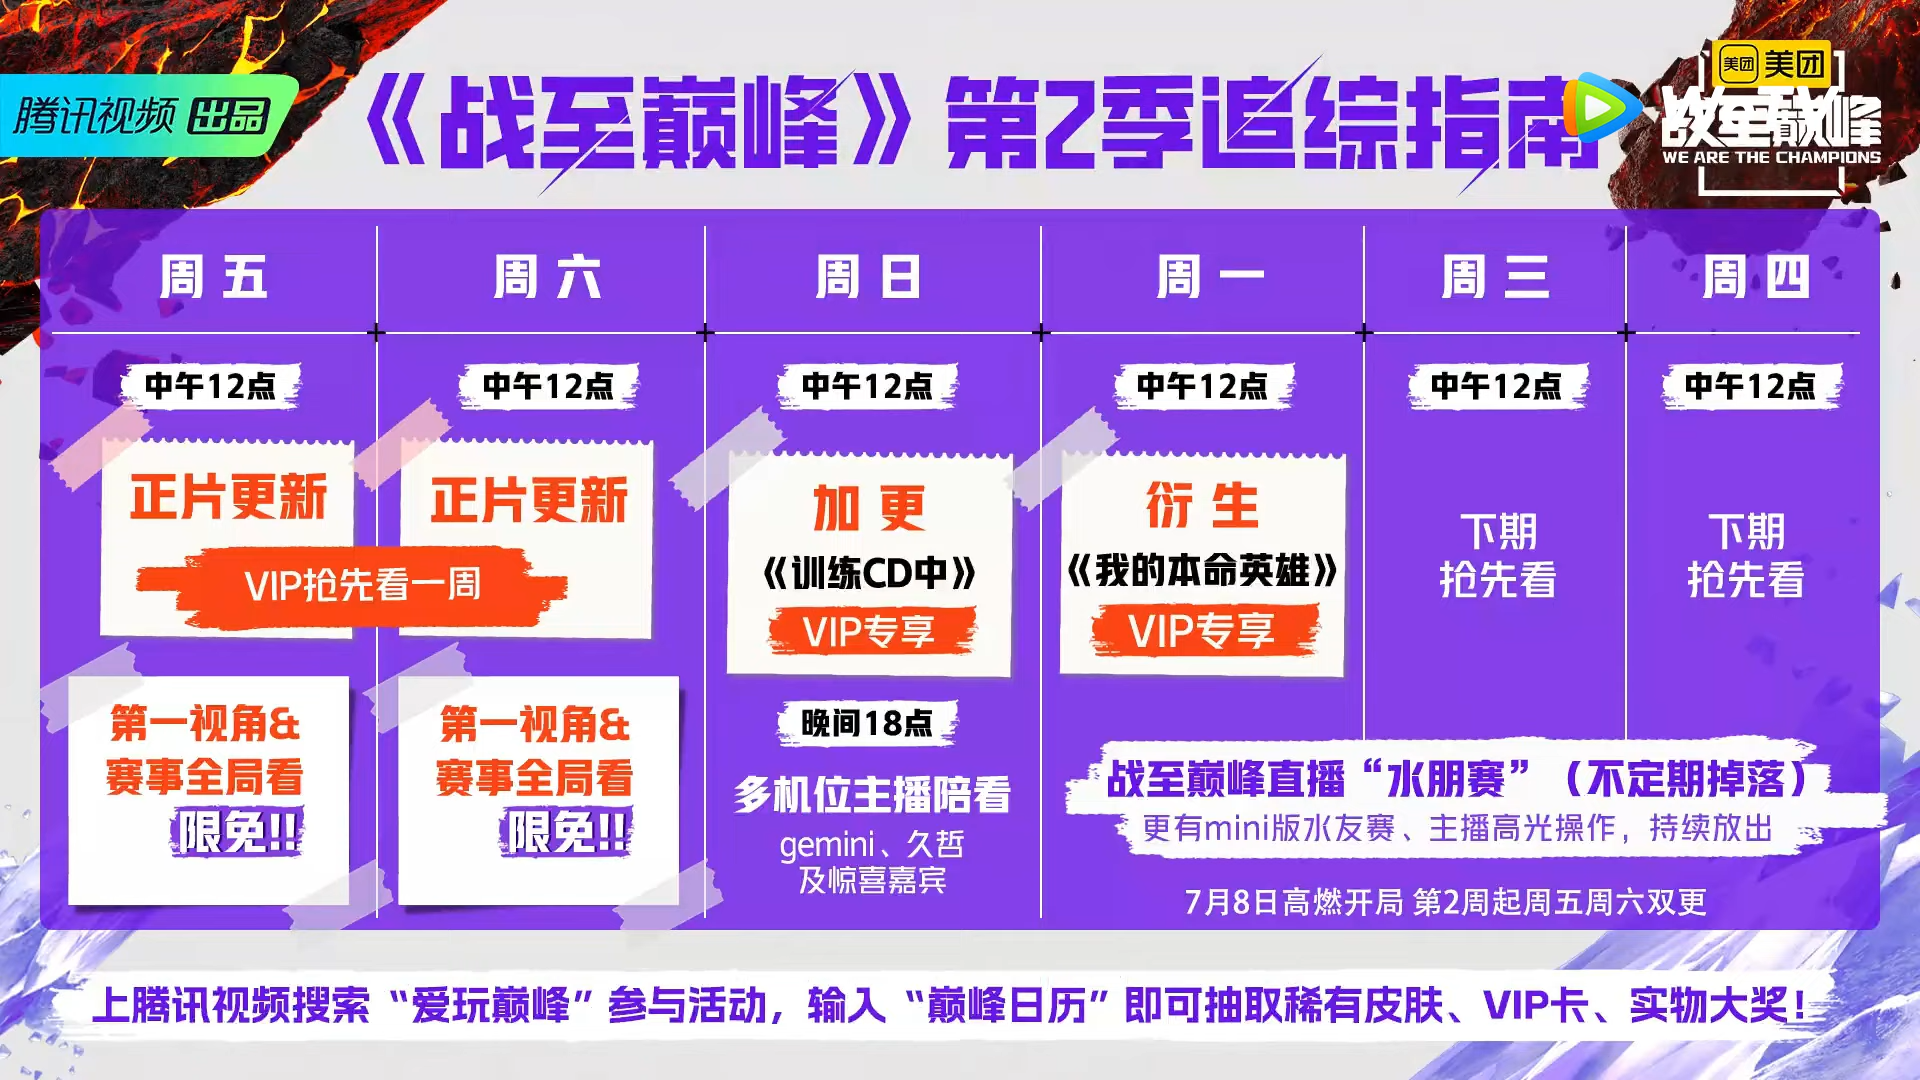 腾讯视频 出品
《战至巅峰》第2季追综指南
美团 美团
战至巅峰
WE ARE THE CHAMPIONS
周五
周六
周日
周一
周三
周四
中午12点
中午12点
中午12点
中午12点
中午12点
中午12点
正片更新
正片更新
VIP抢先看一周
加更
《训练CD中》
VIP专享
衍生
《我的本命英雄》
VIP专享
下期
抢先看
下期
抢先看
第一视角&
赛事全局看
限免!!
第一视角&
赛事全局看
限免!!
晚间18点
多机位主播陪看
gemini、久哲
及惊喜嘉宾
战至巅峰直播“水朋赛”（不定期掉落）
更有mini版水友赛、主播高光操作，持续放出
7月8日高燃开局 第2周起周五周六双更
上腾讯视频搜索“爱玩巅峰”参与活动，输入“巅峰日历”即可抽取稀有皮肤、VIP卡、实物大奖！